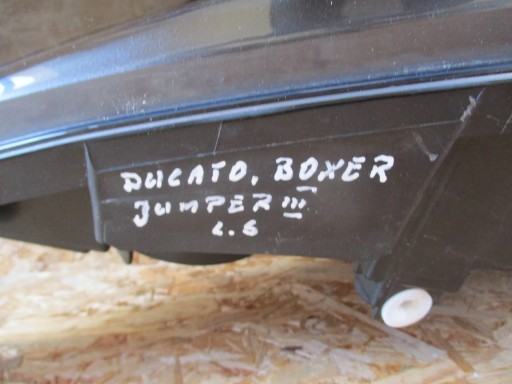 DUCATO, BOXER
JUMPER III
L.S